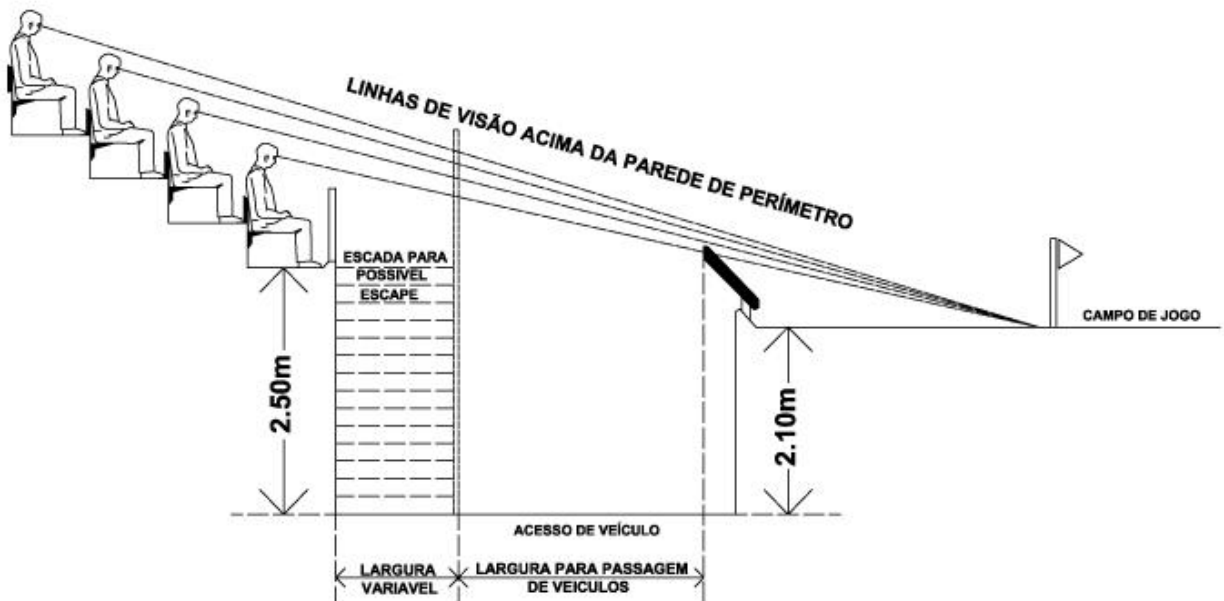 LINHAS DE VISÃO ACIMA DA PAREDE DE PERÍMETRO
ESCADA PARA
POSSIVEL
ESCAPE
CAMPO DE JOGO
2.50m
2.10m
ACESSO DE VEÍCULO
LARGURA
VARIAVEL
LARGURA PARA PASSAGEM
DE VEICULOS